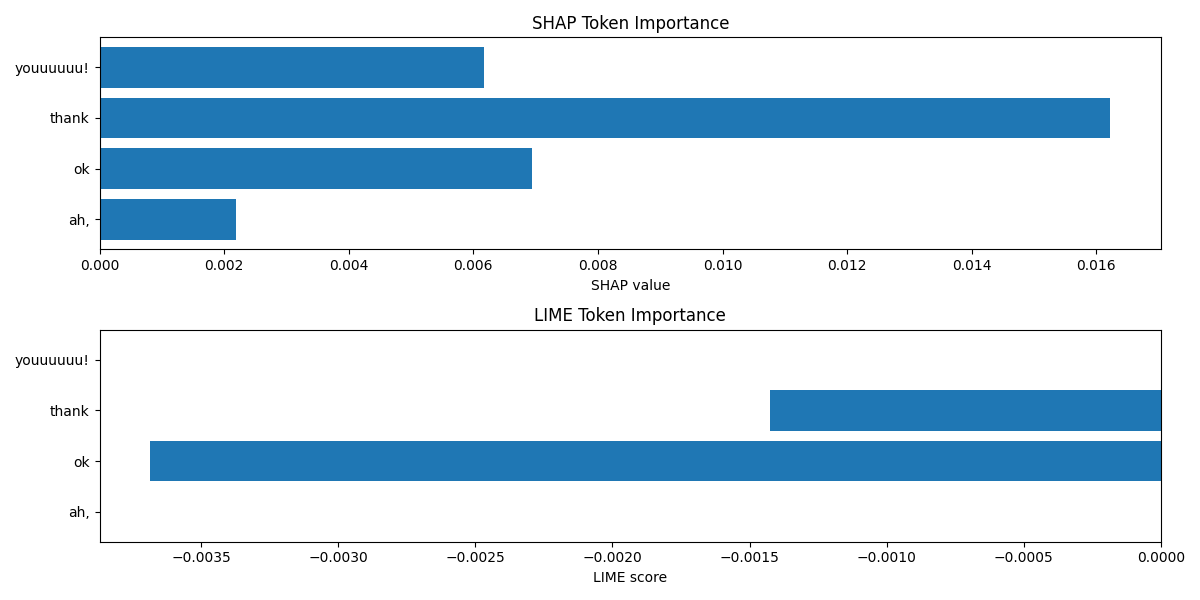 SHAP Token Importance
youuuuuu!
thank
ok
ah,
0.000 0.002 0.004 0.006 0.008 0.010 0.012 0.014 0.016
SHAP value
LIME Token Importance
youuuuuu!
thank
ok
ah,
−0.0035 −0.0030 −0.0025 −0.0020 −0.0015 −0.0010 −0.0005 0.0000
LIME score